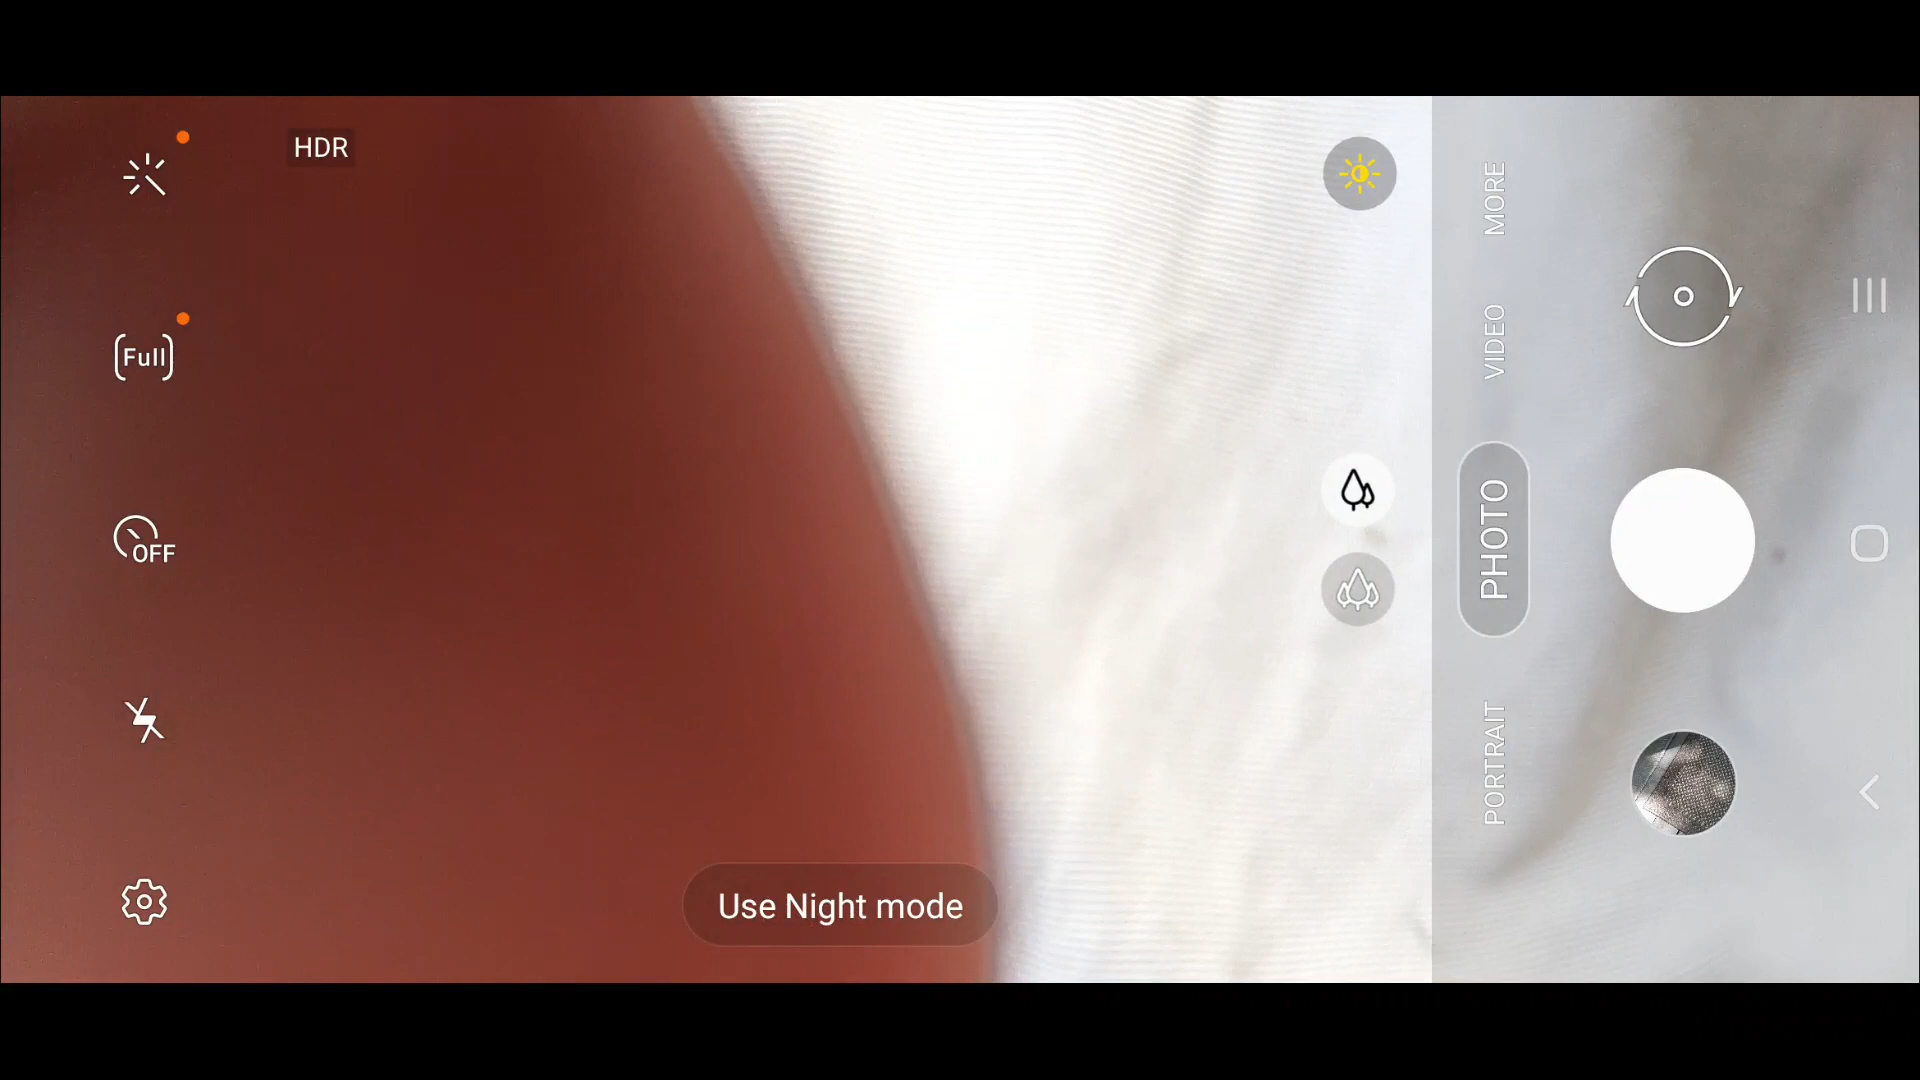 HDR
Full
OFF
Use Night mode
MORE
VIDEO
PHOTO
PORTRAIT